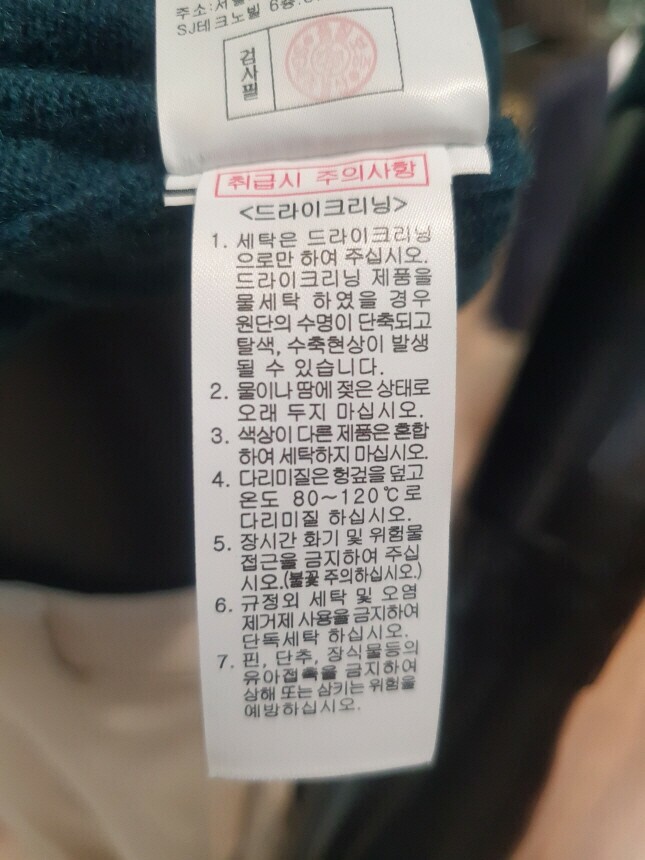 주소:서울
SJ테크노빌 6층
검사필
취급시 주의사항
<드라이크리닝>
1. 세탁은 드라이크리닝
으로만 하여 주십시오.
드라이크리닝 제품을
물세탁 하였을 경우
원단의 수명이 단축되고
탈색, 수축현상이 발생
될 수 있습니다.
2. 물이나 땀에 젖은 상태로
오래 두지 마십시오.
3. 색상이 다른 제품은 혼합
하여 세탁하지 마십시오.
4. 다리미질은 헝겊을 덮고
온도 80~120℃로
다리미질 하십시오.
5. 장시간 화기 및 위험물
접근을 금지하여 주십
시오.(불꽃 주의하십시오.)
6. 규정외 세탁 및 오염
제거제 사용을 금지하여
단독세탁 하십시오.
7. 핀, 단추, 장식물등의
유아접촉을 금지하여
상해 또는 삼키는 위험을
예방하십시오.